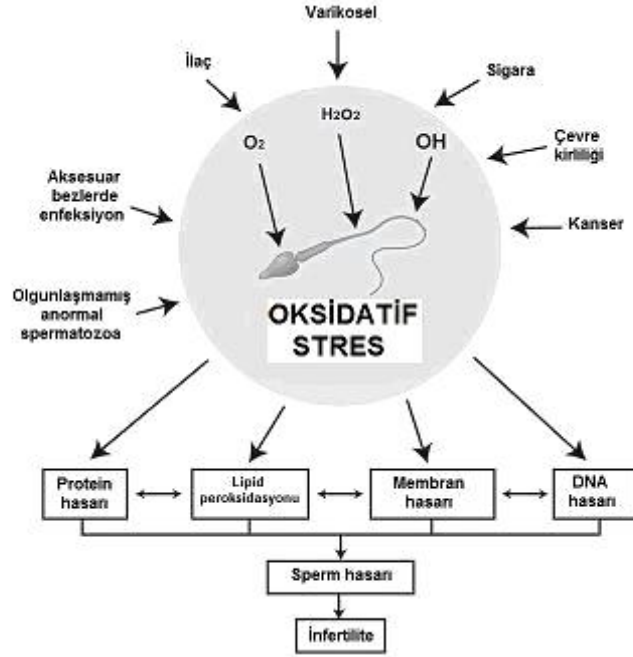 Varikosel
İlaç
Sigara
H2O2
O2
OH
Çevre
kirliliği
Aksesuar
bezlerde
enfeksiyon
Kanser
Olgunlaşmamış
anormal
spermatozoa
OKSİDATİF
STRES
Protein
hasarı
Lipid
peroksidasyonu
Membran
hasarı
DNA
hasarı
Sperm hasarı
İnfertilite